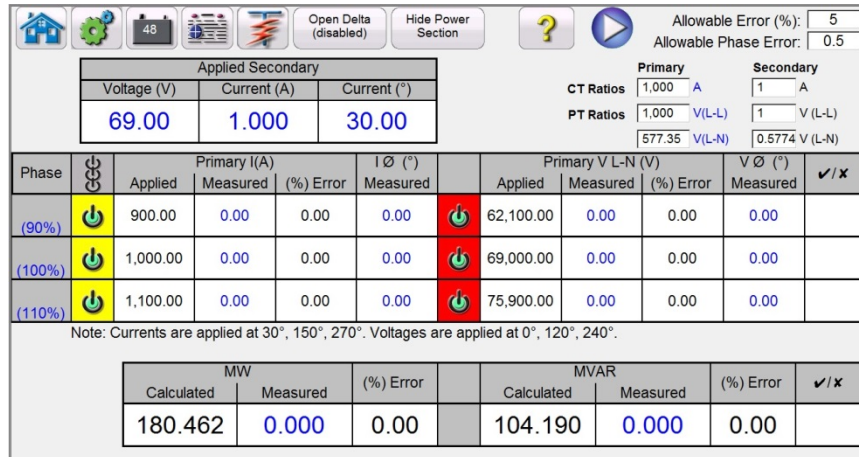 48
Open Delta
(disabled)
Hide Power
Section
?
Allowable Error (%): 5
Allowable Phase Error: 0.5
Applied Secondary
Voltage (V) Current (A) Current (°)
69.00 1.000 30.00
Primary Secondary
CT Ratios 1,000 A 1 A
PT Ratios 1,000 V(L-L) 1 V (L-L)
577.35 V(L-N) 0.5774 V (L-N)
Phase Primary I(A) I Ø (°) Primary V L-N (V) V Ø (°) ✔/✘
Applied Measured (%) Error Measured Applied Measured (%) Error Measured
(90%) 900.00 0.00 0.00 0.00 62,100.00 0.00 0.00 0.00
(100%) 1,000.00 0.00 0.00 0.00 69,000.00 0.00 0.00 0.00
(110%) 1,100.00 0.00 0.00 0.00 75,900.00 0.00 0.00 0.00
Note: Currents are applied at 30°, 150°, 270°. Voltages are applied at 0°, 120°, 240°.
MW (%) Error MVAR (%) Error ✔/✘
Calculated Measured Calculated Measured
180.462 0.000 0.00 104.190 0.000 0.00